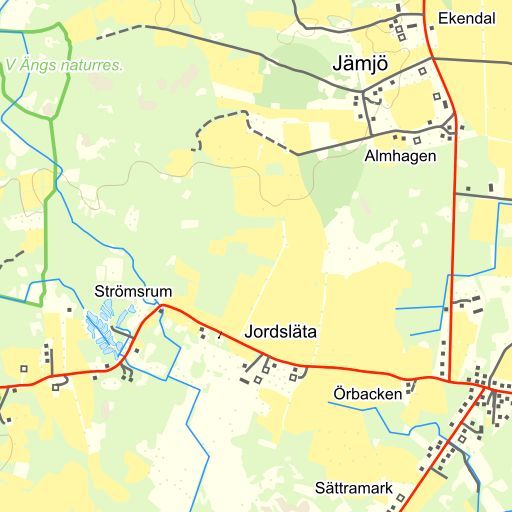 Ekendal
V Ängs naturres.
Jämjö
Almhagen
Strömsrum
Jordsläta
Örbacken
Sättramark